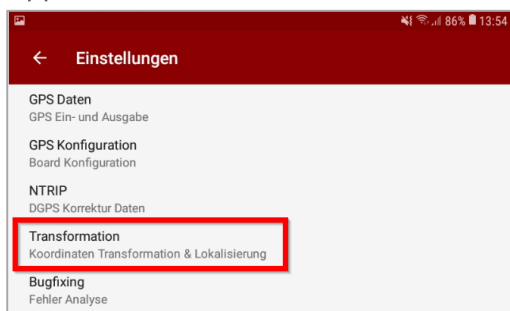 86% 13:54
Einstellungen
GPS Daten
GPS Ein- und Ausgabe
GPS Konfiguration
Board Konfiguration
NTRIP
DGPS Korrektur Daten
Transformation
Koordinaten Transformation & Lokalisierung
Bugfixing
Fehler Analyse